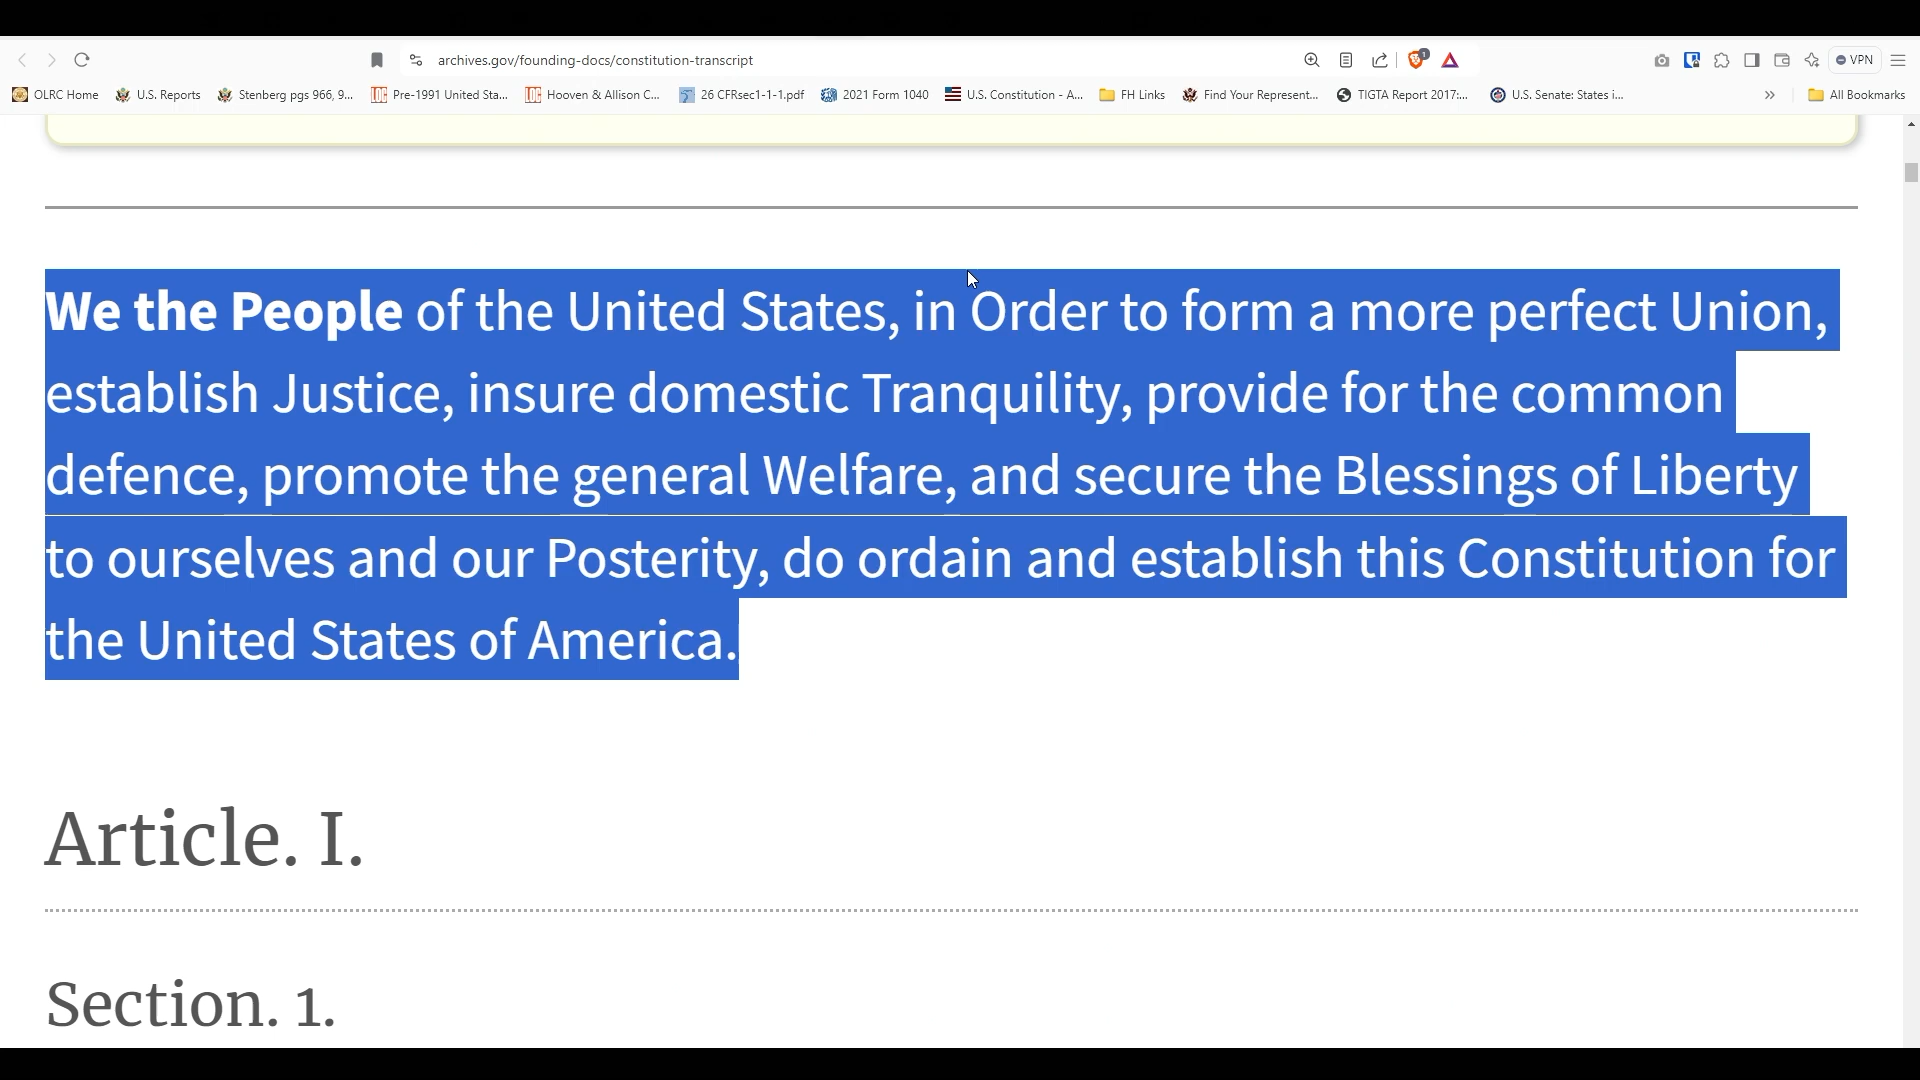 archives.gov/founding-docs/constitution-transcript
1
VPN
OLRC Home
U.S. Reports
Stenberg pgs 966, 9...
Pre-1991 United Sta...
Hooven & Allison C...
26 CFRsec1-1-1.pdf
2021 Form 1040
U.S. Constitution - A...
FH Links
Find Your Represent...
TIGTA Report 2017:...
U.S. Senate: States i...
All Bookmarks
We the People of the United States, in Order to form a more perfect Union,
establish Justice, insure domestic Tranquility, provide for the common
defence, promote the general Welfare, and secure the Blessings of Liberty
to ourselves and our Posterity, do ordain and establish this Constitution for
the United States of America.
Article. I.
Section. 1.